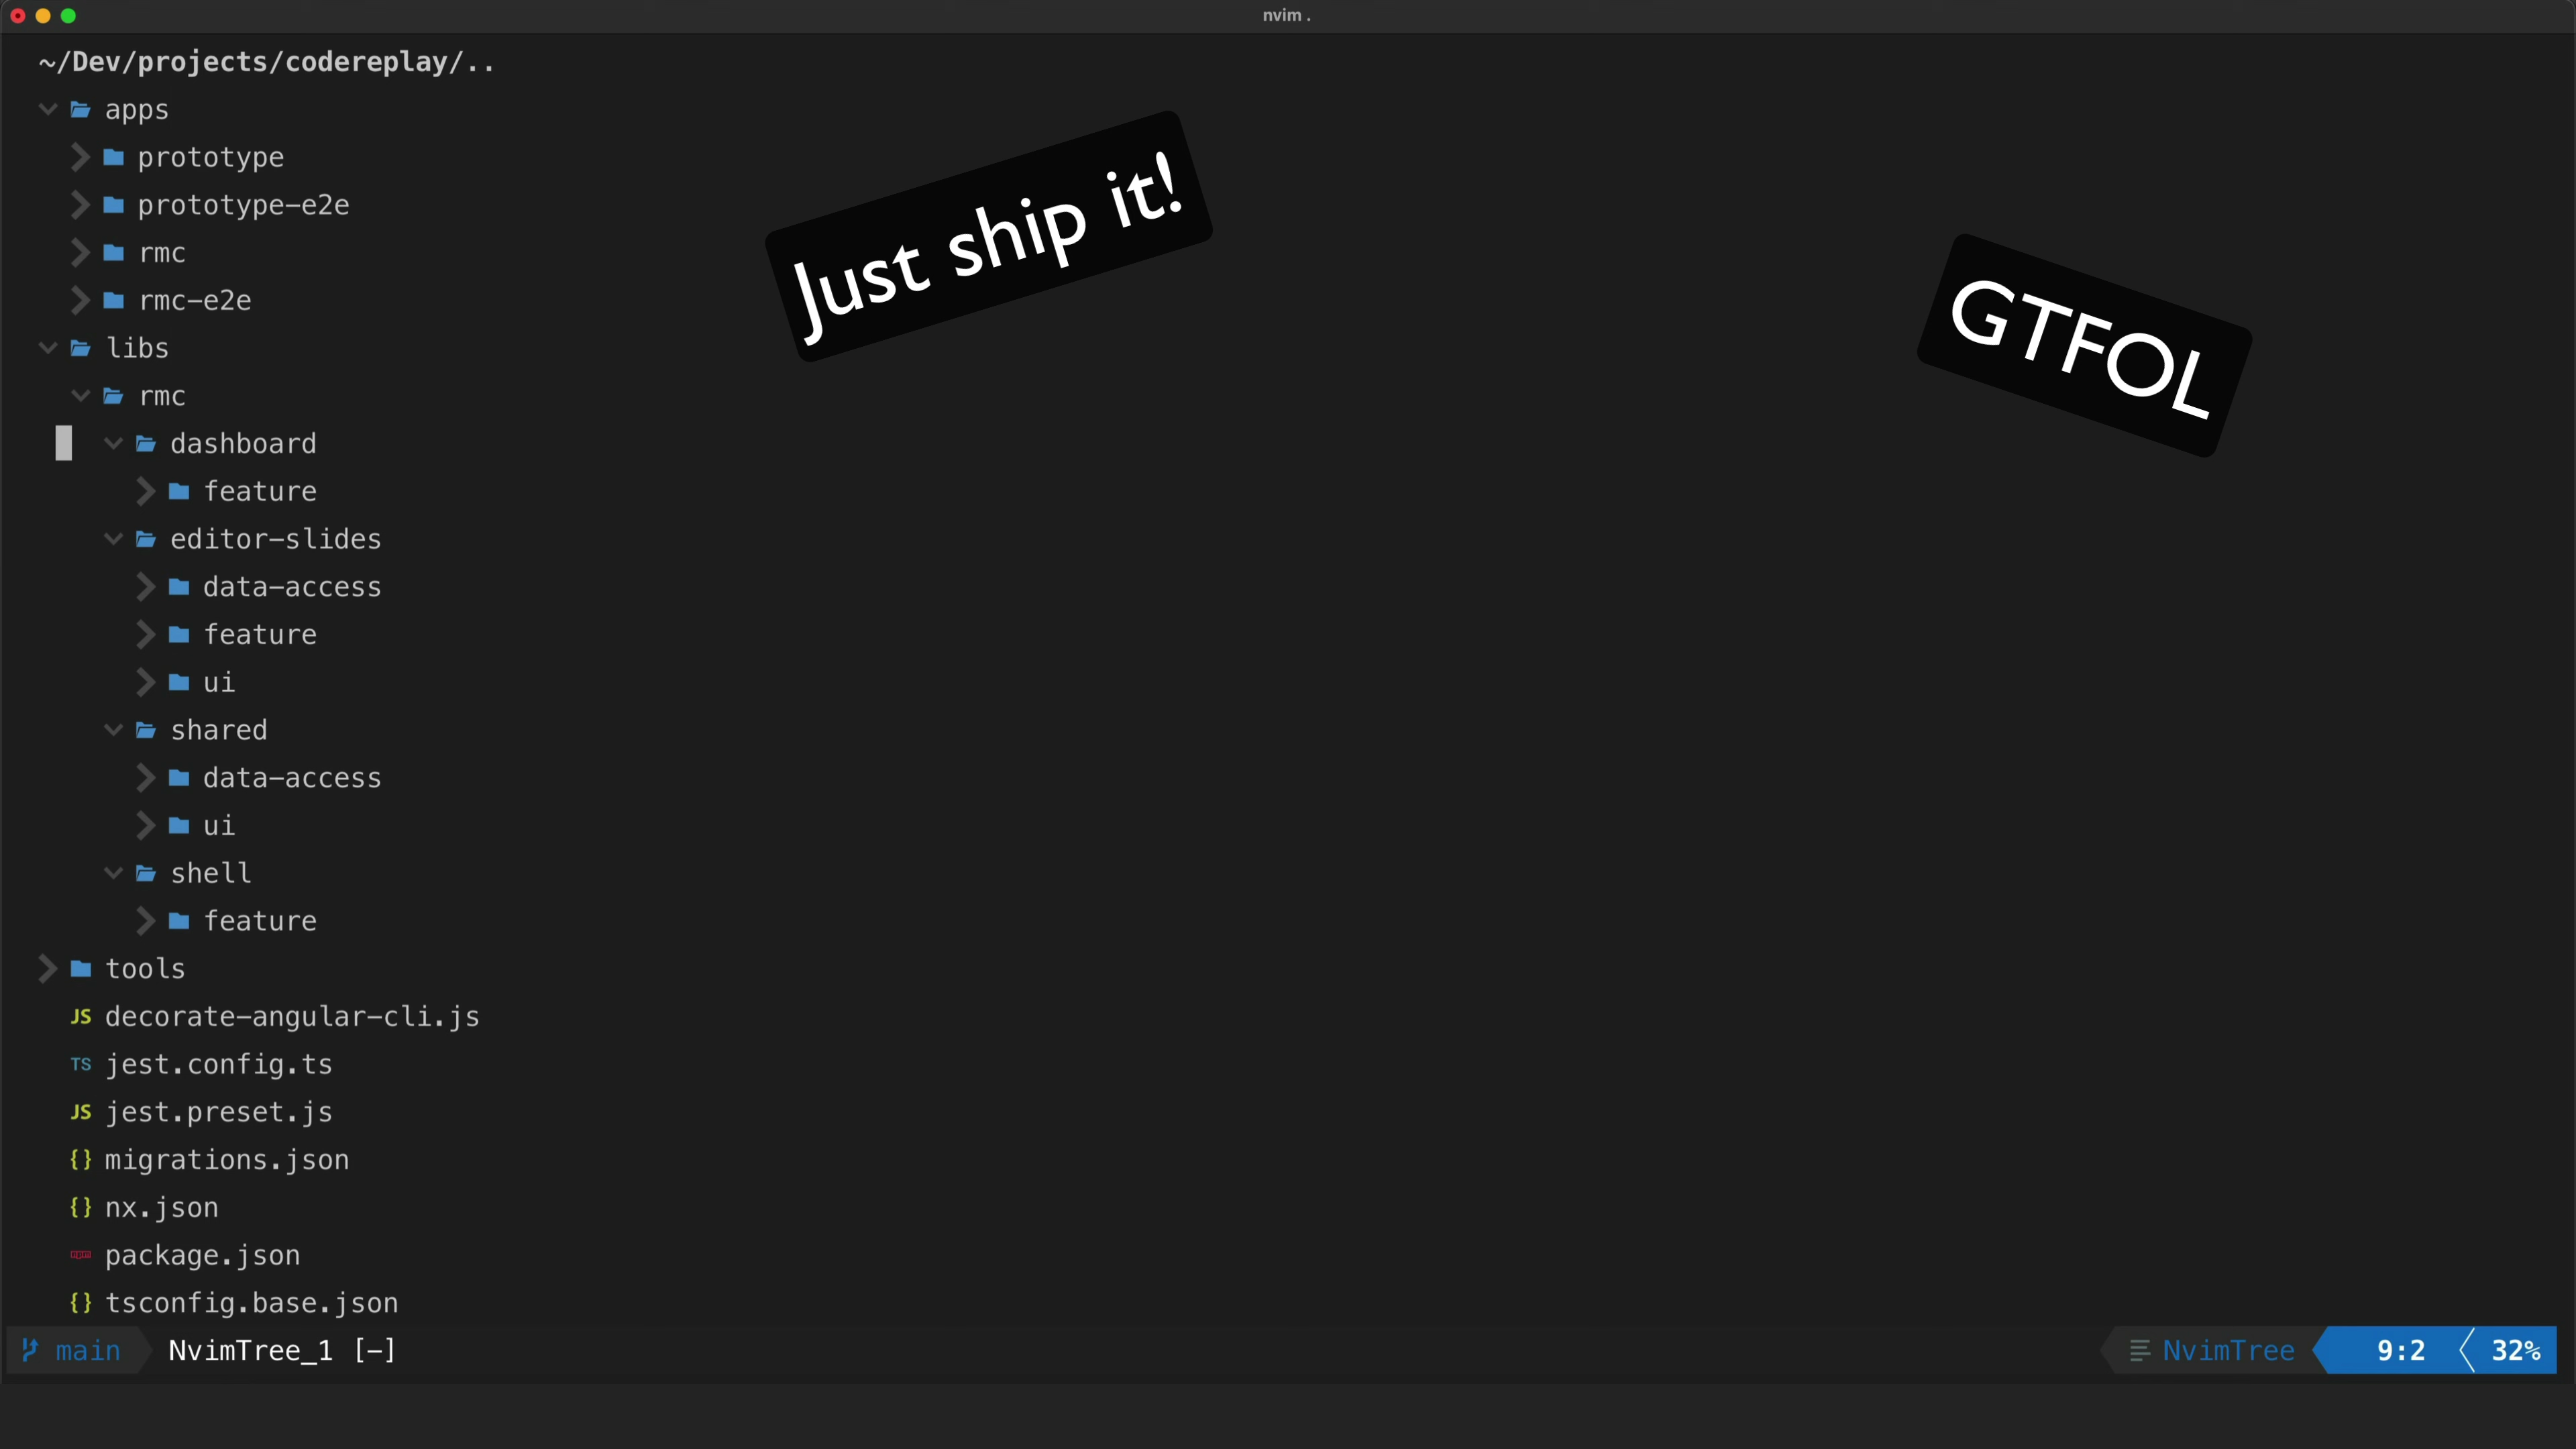 nvim .
~/Dev/projects/codereplay/..
apps
prototype
prototype-e2e
rmc
rmc-e2e
libs
rmc
dashboard
feature
editor-slides
data-access
feature
ui
shared
data-access
ui
shell
feature
tools
JS decorate-angular-cli.js
TS jest.config.ts
JS jest.preset.js
{} migrations.json
{} nx.json
package.json
{} tsconfig.base.json
Just ship it!
GTFOL
main NvimTree_1 [-] NvimTree 9:2 32%